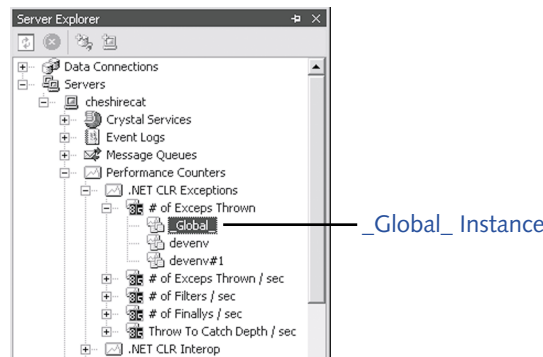 Server Explorer
Data Connections
Servers
cheshirecat
Crystal Services
Event Logs
Message Queues
Performance Counters
.NET CLR Exceptions
# of Exceps Thrown
_Global_
_Global_ Instance
devenv
devenv#1
# of Exceps Thrown / sec
# of Filters / sec
# of Finallys / sec
Throw To Catch Depth / sec
.NET CLR Interop